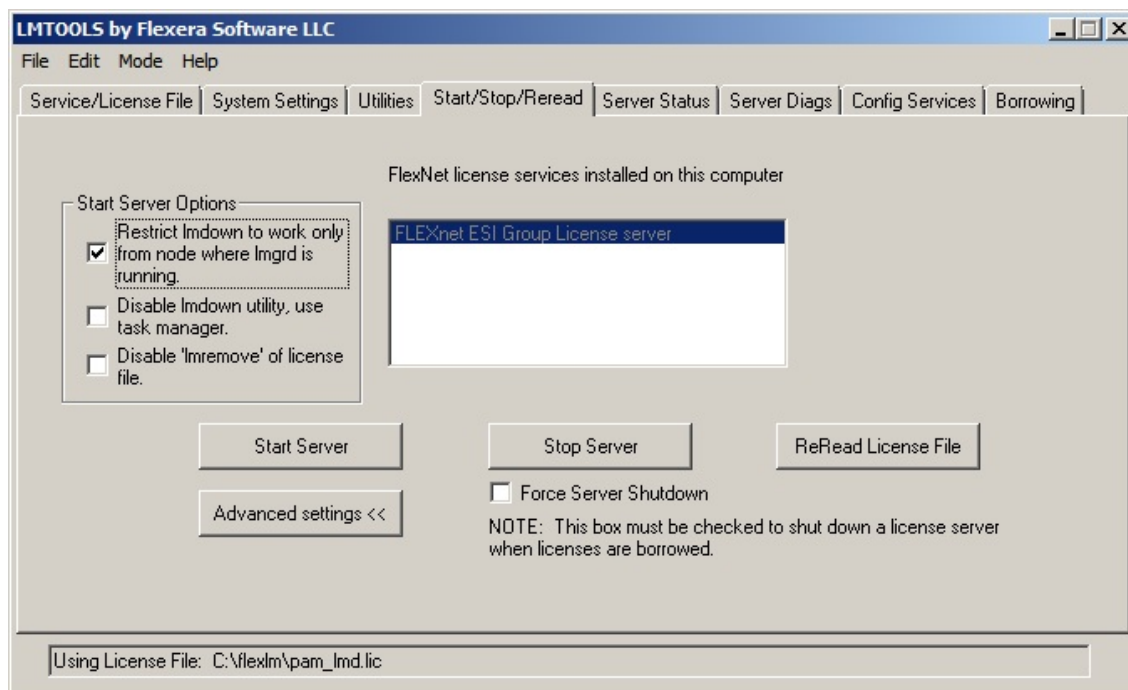 LMTOOLS by Flexera Software LLC
File Edit Mode Help
Service/License File System Settings Utilities Start/Stop/Reread Server Status Server Diags Config Services Borrowing
FlexNet license services installed on this computer
Start Server Options
Restrict lmdown to work only
from node where lmgrd is
running.
Disable lmdown utility, use
task manager.
Disable 'lmremove' of license
file.
FLEXnet ESI Group License server
Start Server Stop Server ReRead License File
Advanced settings <<
Force Server Shutdown
NOTE: This box must be checked to shut down a license server
when licenses are borrowed.
Using License File: C:\flexlm\pam_lmd.lic